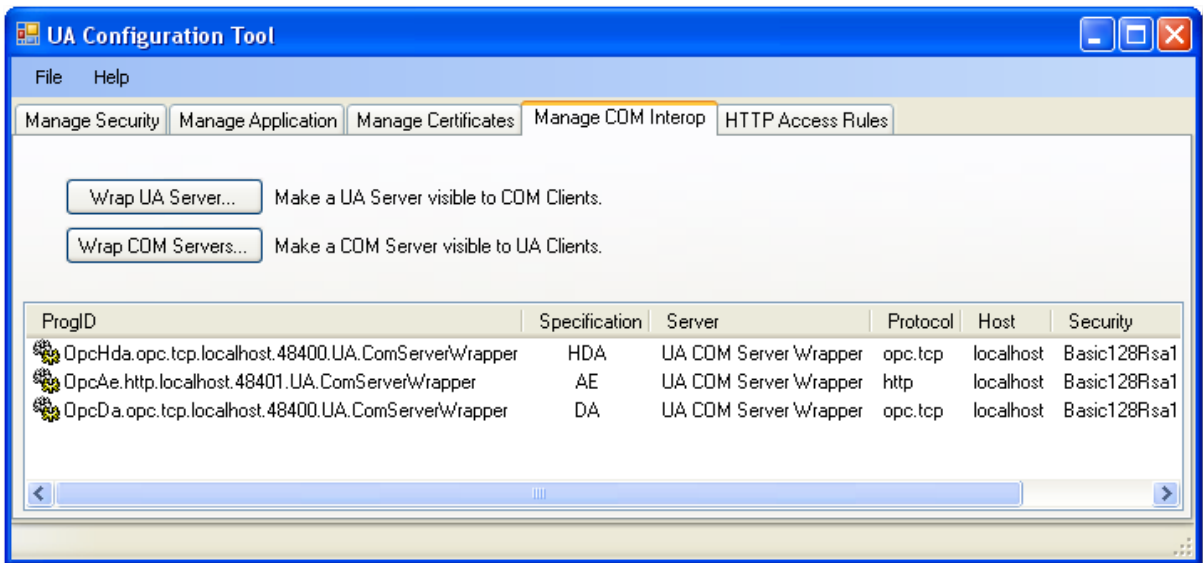 UA Configuration Tool
File Help
Manage Security Manage Application Manage Certificates Manage COM Interop HTTP Access Rules
Wrap UA Server... Make a UA Server visible to COM Clients.
Wrap COM Servers... Make a COM Server visible to UA Clients.
ProgID Specification Server Protocol Host Security
OpcHda.opc.tcp.localhost.48400.UA.ComServerWrapper HDA UA COM Server Wrapper opc.tcp localhost Basic128Rsa1
OpcAe.http.localhost.48401.UA.ComServerWrapper AE UA COM Server Wrapper http localhost Basic128Rsa1
OpcDa.opc.tcp.localhost.48400.UA.ComServerWrapper DA UA COM Server Wrapper opc.tcp localhost Basic128Rsa1